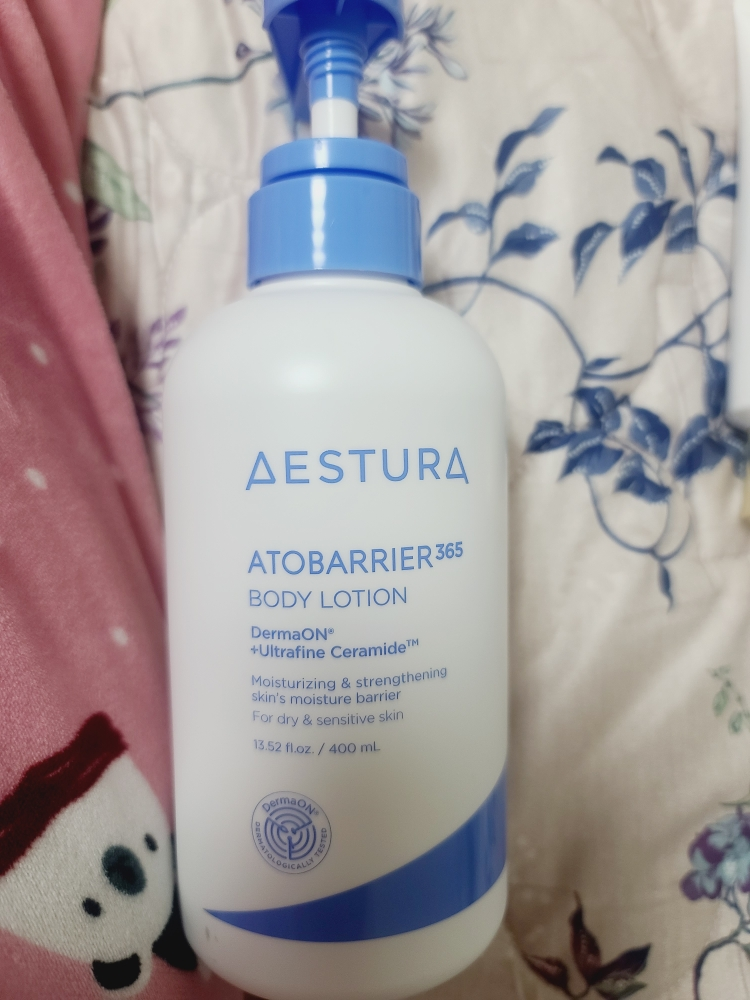 AESTURA
ATOBARRIER³⁶⁵
BODY LOTION
DermaON®
+Ultrafine Ceramide™
Moisturizing & strengthening
skin's moisture barrier
For dry & sensitive skin
13.52 fl.oz. / 400 mL
DermaON®
DERMATOLOGICALLY TESTED